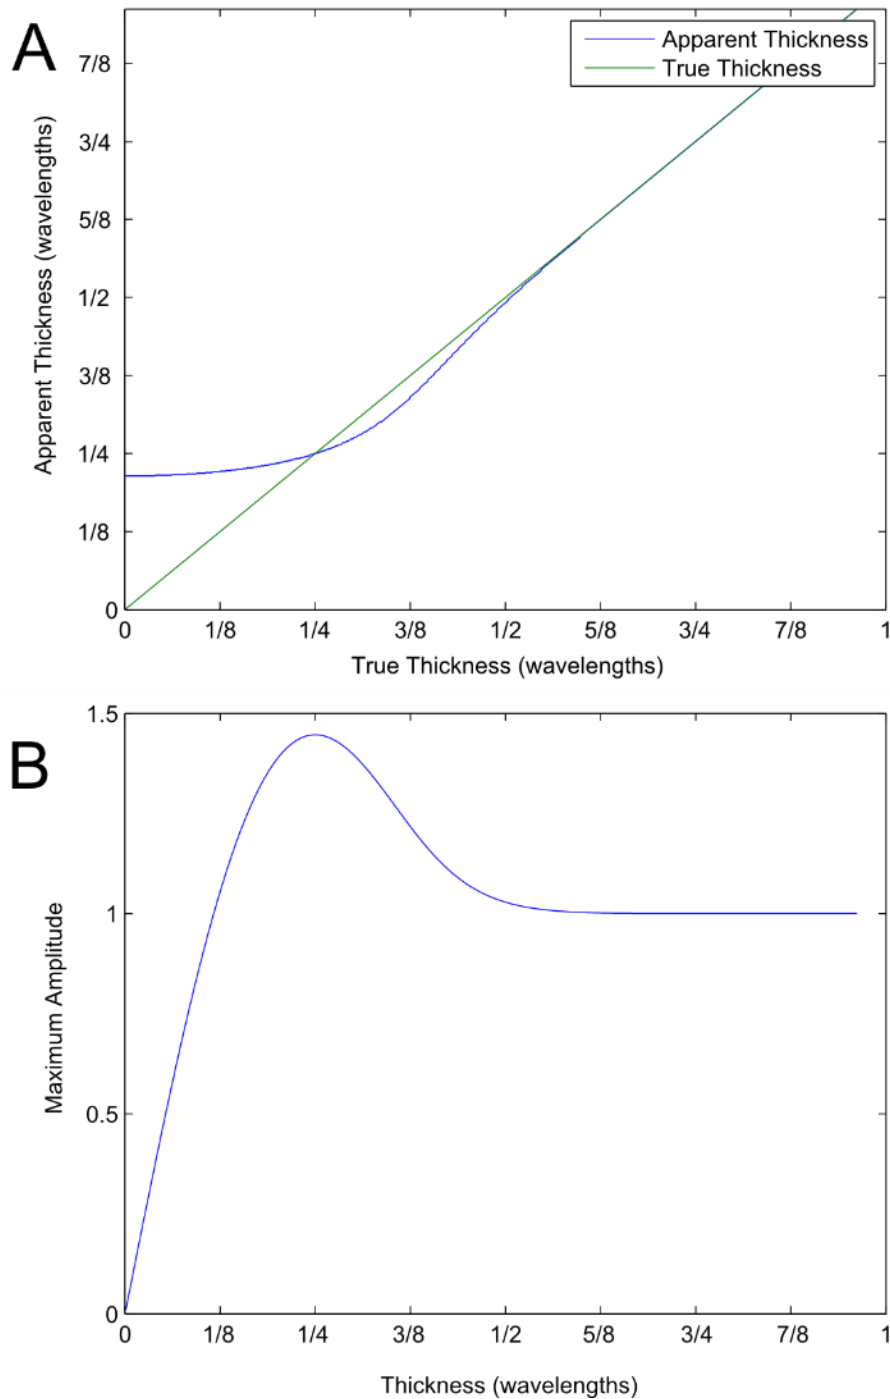 A
Apparent Thickness
True Thickness
7/8
3/4
5/8
1/2
3/8
1/4
1/8
0
Apparent Thickness (wavelengths)
0 1/8 1/4 3/8 1/2 5/8 3/4 7/8 1
True Thickness (wavelengths)
B
1.5
1
0.5
0
Maximum Amplitude
0 1/8 1/4 3/8 1/2 5/8 3/4 7/8 1
Thickness (wavelengths)